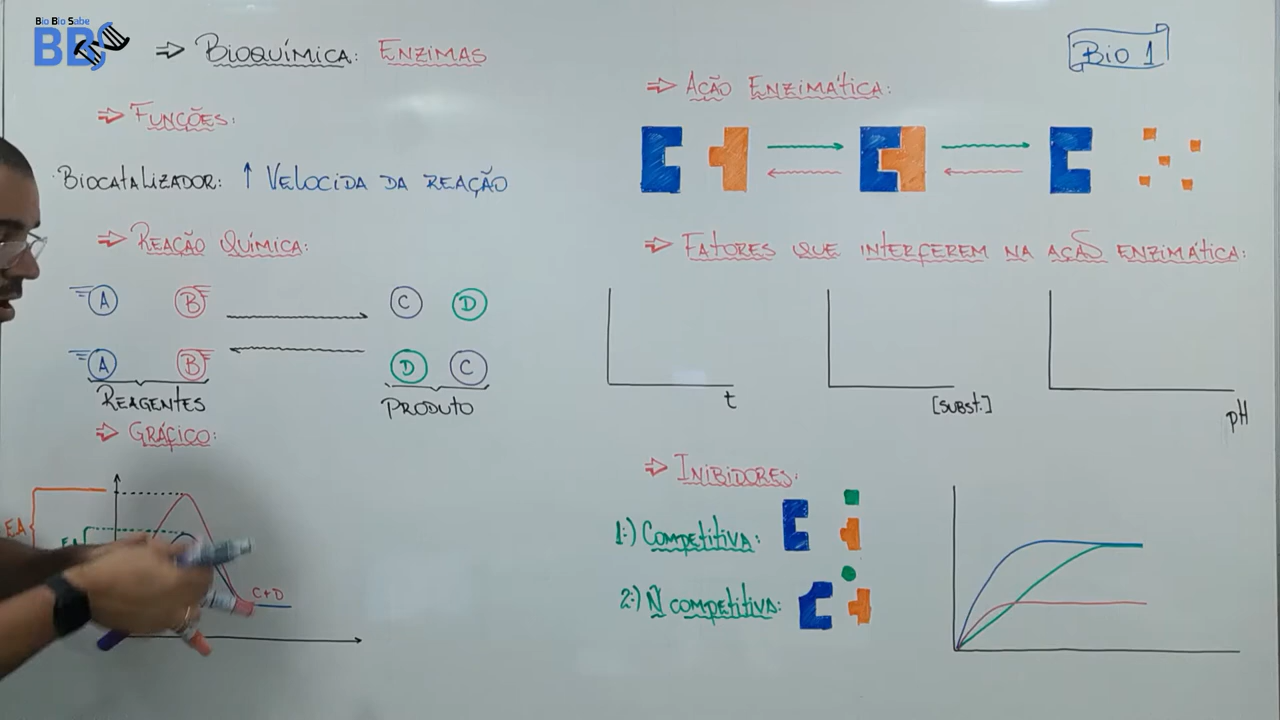 Bio Bio Sabe
BBS
⇒ BIOQUÍMICA: ENZIMAS
Bio 1
⇒ FUNÇÕES:
BIOCATALIZADOR: ↑ VELOCIDA DA REAÇÃO
⇒ REAÇÃO QUÍMICA:
A B C D
A B D C
REAGENTES PRODUTO
⇒ GRÁFICO:
EA
EA
C+D
⇒ AÇÃO ENZIMÁTICA:
⇒ FATORES QUE INTERFEREM NA AÇÃO ENZIMÁTICA:
t [SUBST.] pH
⇒ INIBIDORES:
1:) COMPETITIVA:
2:) Ñ COMPETITIVA: